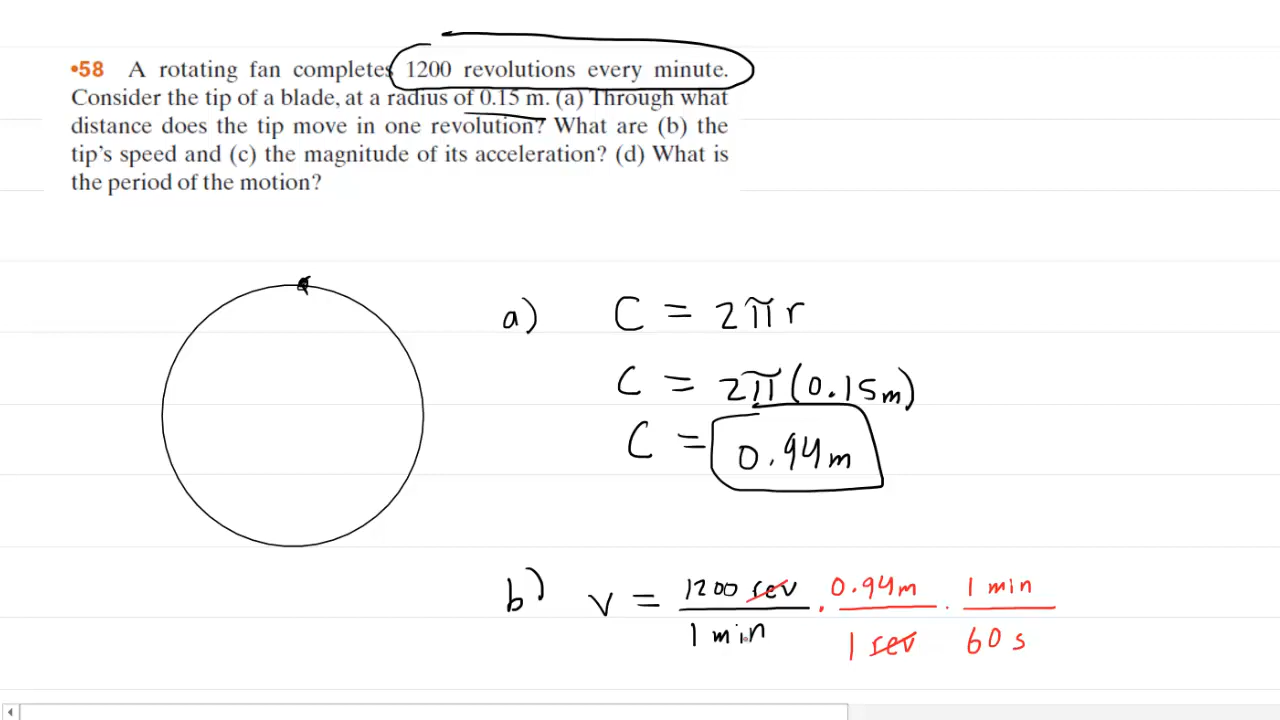 •58 A rotating fan completes 1200 revolutions every minute.
Consider the tip of a blade, at a radius of 0.15 m. (a) Through what
distance does the tip move in one revolution? What are (b) the
tip's speed and (c) the magnitude of its acceleration? (d) What is
the period of the motion?
a) C = 2πr
C = 2π(0.15m)
C = 0.94m
b) v = 1200 rev / 1 min · 0.94m / 1 rev · 1 min / 60 s